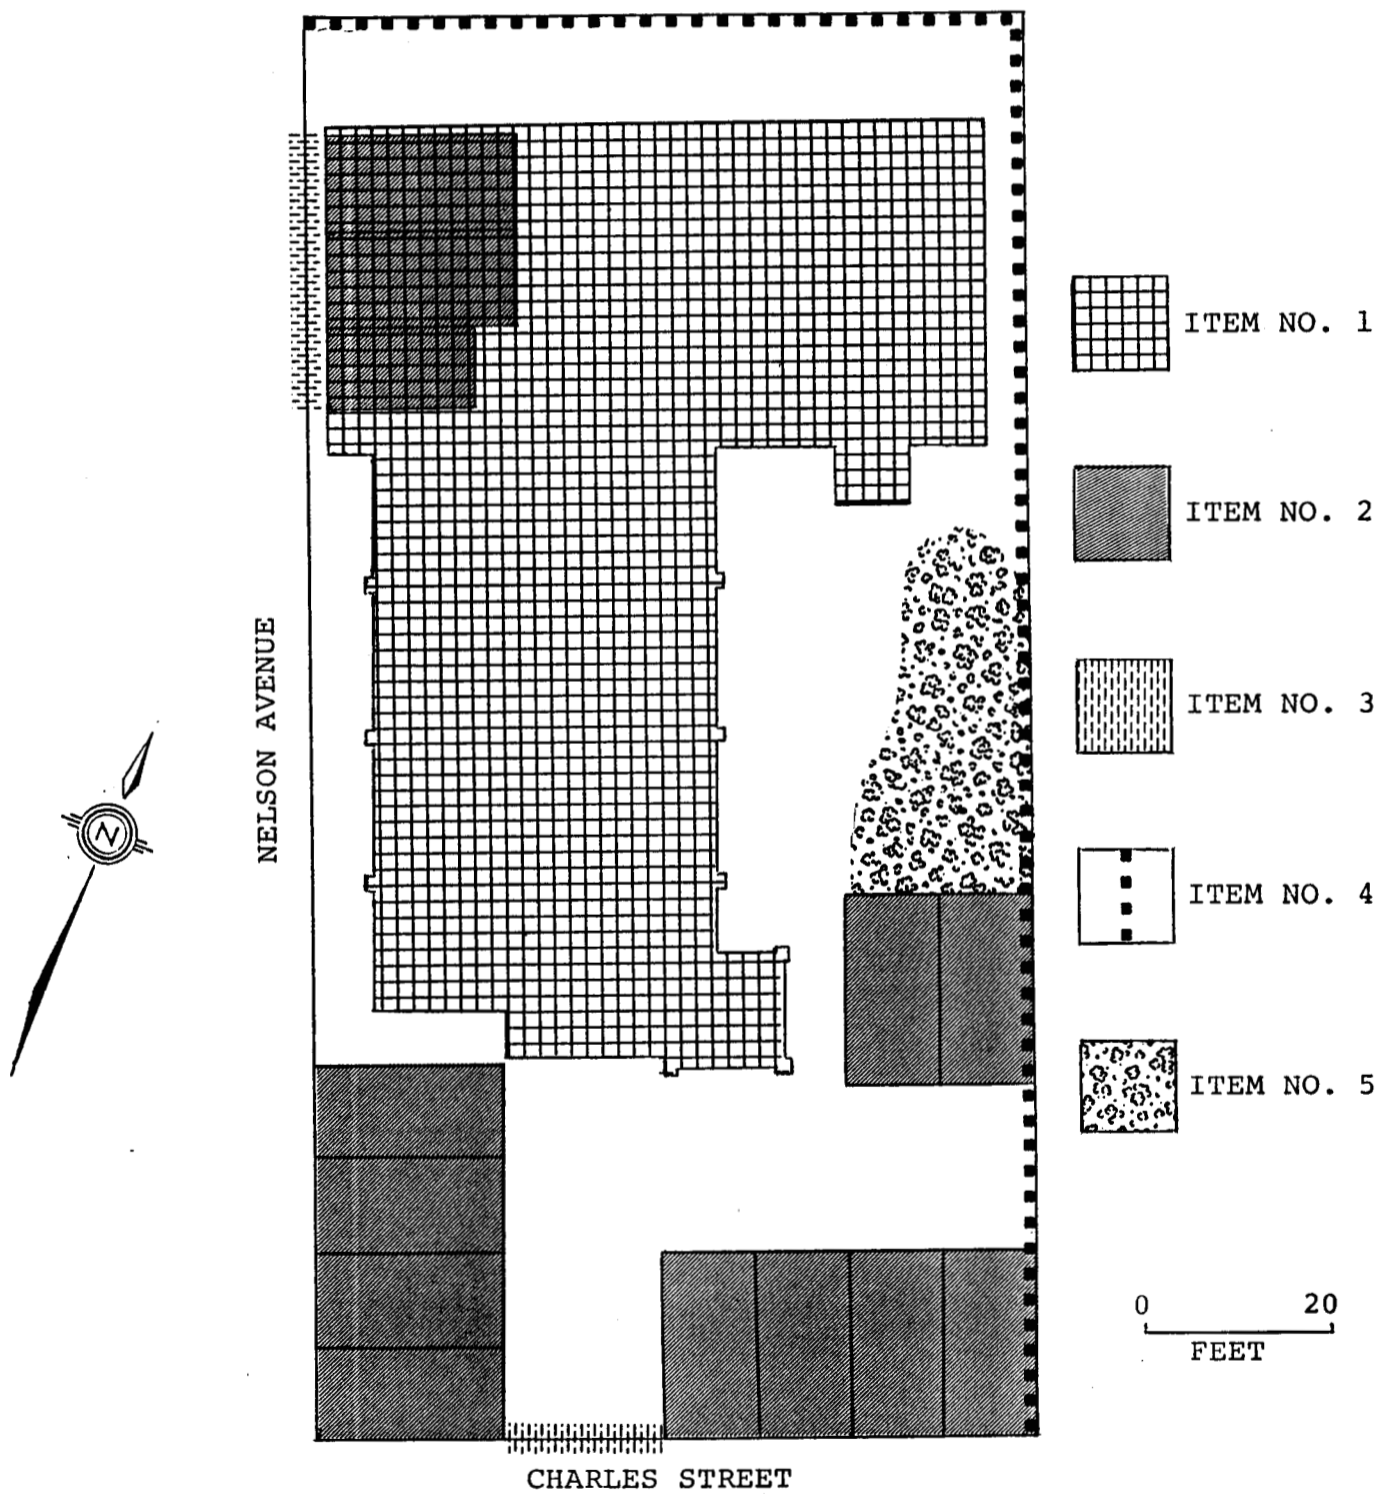 ITEM NO. 1
ITEM NO. 2
NELSON AVENUE
ITEM NO. 3
N
ITEM NO. 4
ITEM NO. 5
0 20
FEET
CHARLES STREET